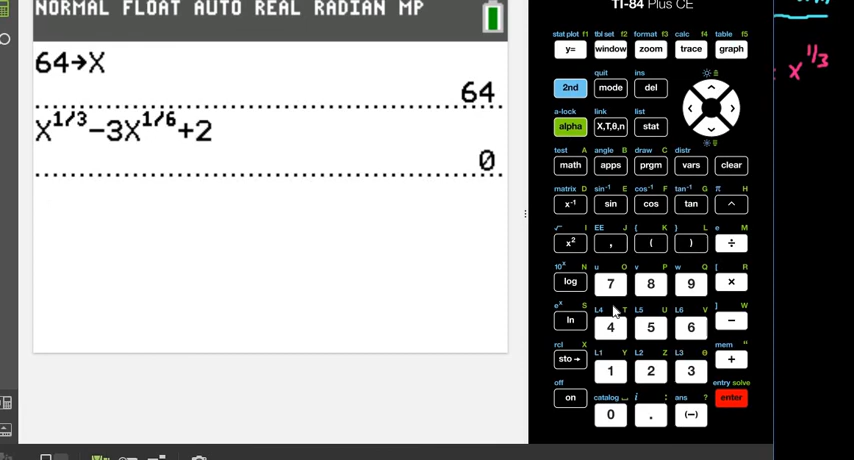 NORMAL FLOAT AUTO REAL RADIAN MP
64→X
64
X^1/3-3X^1/6+2
0
TI-84 Plus CE
stat plot f1 tbl set f2 format f3 calc f4 table f5
y= window zoom trace graph
quit ins
2nd mode del
a-lock link list
alpha X,T,θ,n stat
test A angle B draw C distr
math apps prgm vars clear
matrix D sin⁻¹ E cos⁻¹ F tan⁻¹ G π H
x⁻¹ sin cos tan ^
√ I EE J { K } L e M
x² , ( ) ÷
10ˣ N u O v P w Q [ R
log 7 8 9 ×
eˣ S L4 T L5 U L6 V ] W
ln 4 5 6 −
rcl X L1 Y L2 Z L3 θ mem "
sto→ 1 2 3 +
off catalog i : ans ? entry solve
on 0 . (−) enter
x^1/3